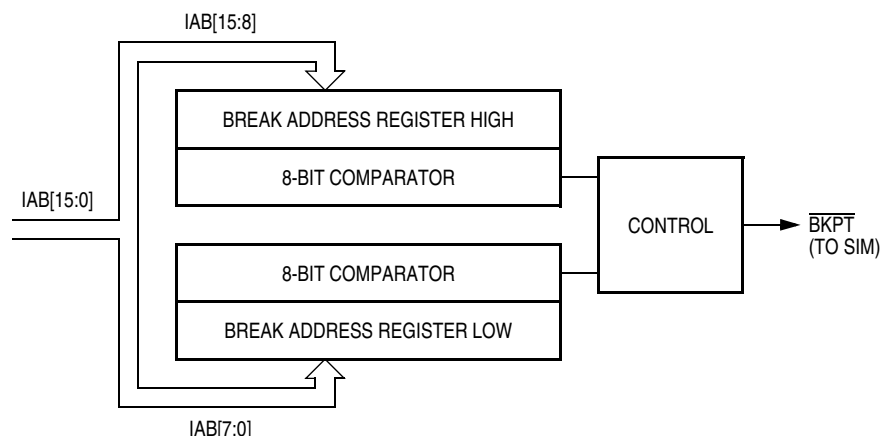 IAB[15:8]
BREAK ADDRESS REGISTER HIGH
8-BIT COMPARATOR
IAB[15:0]
CONTROL
BKPT
(TO SIM)
8-BIT COMPARATOR
BREAK ADDRESS REGISTER LOW
IAB[7:0]